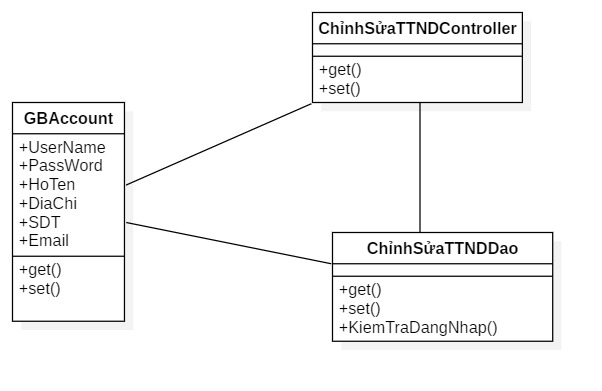 ChỉnhSửaTTNDController
+get()
+set()
GBAccount
+UserName
+PassWord
+HoTen
+DiaChi
+SDT
+Email
+get()
+set()
ChỉnhSửaTTNDDao
+get()
+set()
+KiemTraDangNhap()